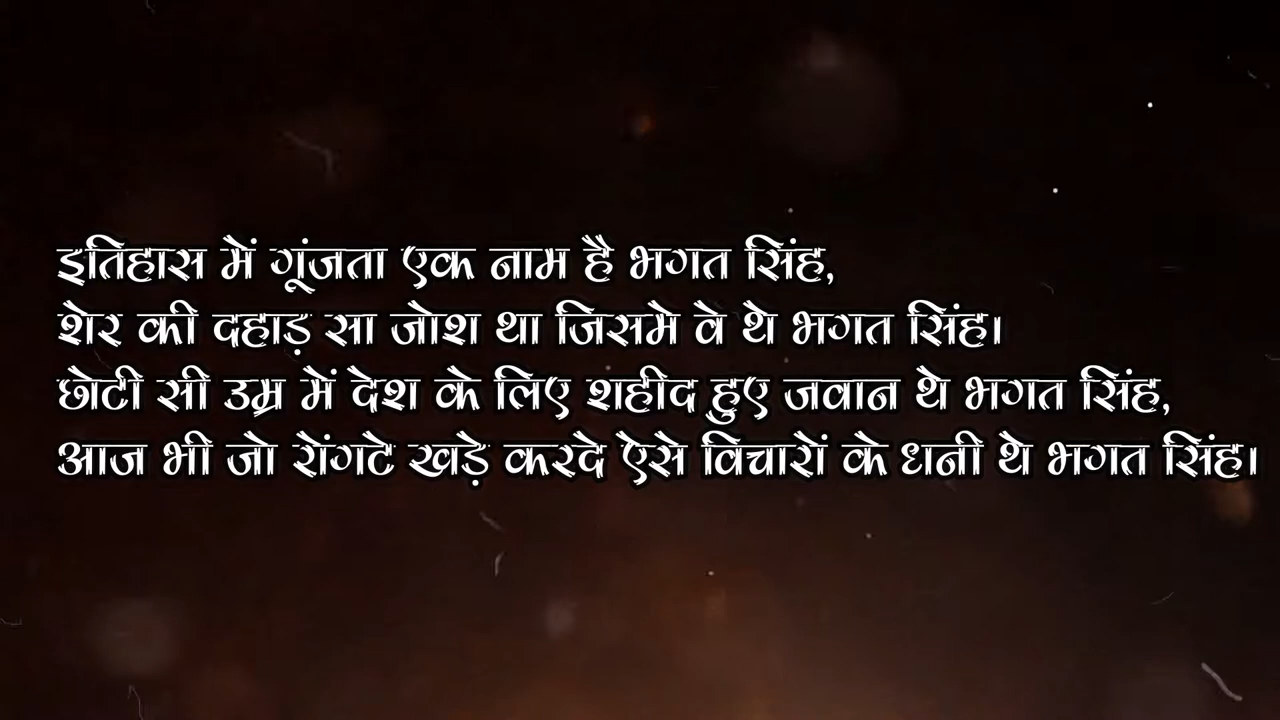 इतिहास में गूंजता एक नाम है भगत सिंह,
शेर की दहाड़ सा जोश था जिसमे वे थे भगत सिंह।
छोटी सी उम्र में देश के लिए शहीद हुए जवान थे भगत सिंह,
आज भी जो रोंगटे खड़े करदे ऐसे विचारों के धनी थे भगत सिंह।